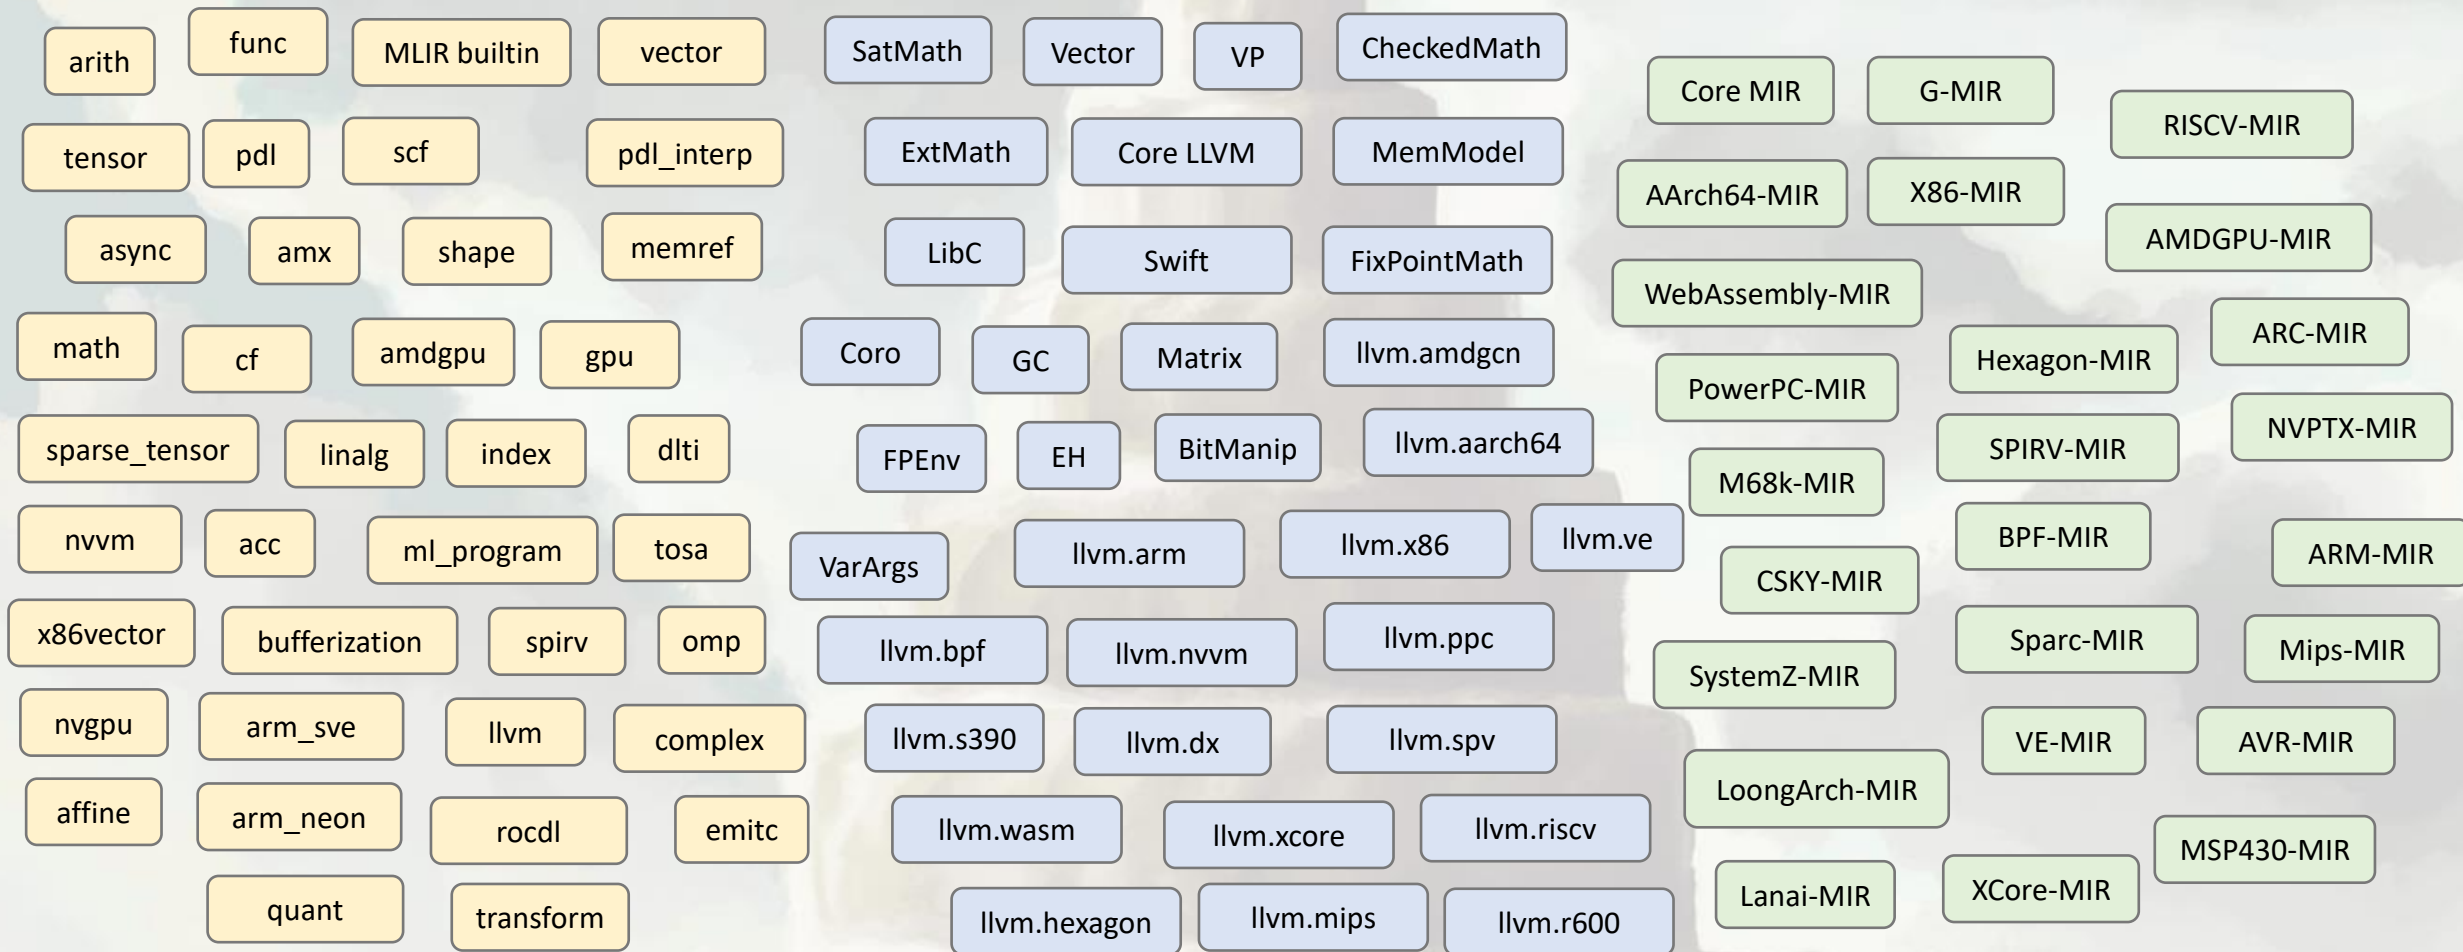 arith
func
MLIR builtin
vector
tensor
pdl
scf
pdl_interp
async
amx
shape
memref
math
cf
amdgpu
gpu
sparse_tensor
linalg
index
dlti
nvvm
acc
ml_program
tosa
x86vector
bufferization
spirv
omp
nvgpu
arm_sve
llvm
complex
affine
arm_neon
rocdl
emitc
quant
transform
SatMath
Vector
VP
CheckedMath
ExtMath
Core LLVM
MemModel
LibC
Swift
FixPointMath
Coro
GC
Matrix
llvm.amdgcn
FPEnv
EH
BitManip
llvm.aarch64
VarArgs
llvm.arm
llvm.x86
llvm.ve
llvm.bpf
llvm.nvvm
llvm.ppc
llvm.s390
llvm.dx
llvm.spv
llvm.wasm
llvm.xcore
llvm.riscv
llvm.hexagon
llvm.mips
llvm.r600
Core MIR
G-MIR
RISCV-MIR
AArch64-MIR
X86-MIR
AMDGPU-MIR
WebAssembly-MIR
ARC-MIR
Hexagon-MIR
PowerPC-MIR
NVPTX-MIR
SPIRV-MIR
M68k-MIR
BPF-MIR
ARM-MIR
CSKY-MIR
Sparc-MIR
Mips-MIR
SystemZ-MIR
VE-MIR
AVR-MIR
LoongArch-MIR
MSP430-MIR
Lanai-MIR
XCore-MIR